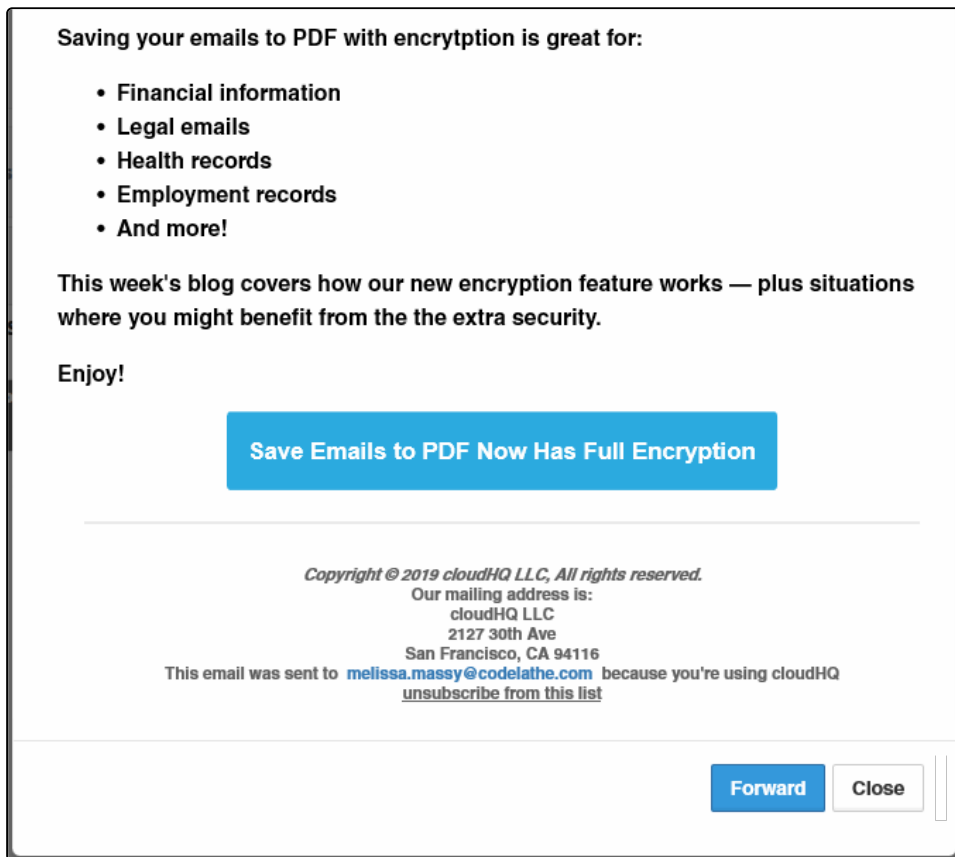 Saving your emails to PDF with encrytption is great for:
• Financial information
• Legal emails
• Health records
• Employment records
• And more!
This week's blog covers how our new encryption feature works — plus situations
where you might benefit from the the extra security.
Enjoy!
Save Emails to PDF Now Has Full Encryption
Copyright © 2019 cloudHQ LLC, All rights reserved.
Our mailing address is:
cloudHQ LLC
2127 30th Ave
San Francisco, CA 94116
This email was sent to melissa.massy@codelathe.com because you're using cloudHQ
unsubscribe from this list
Forward Close